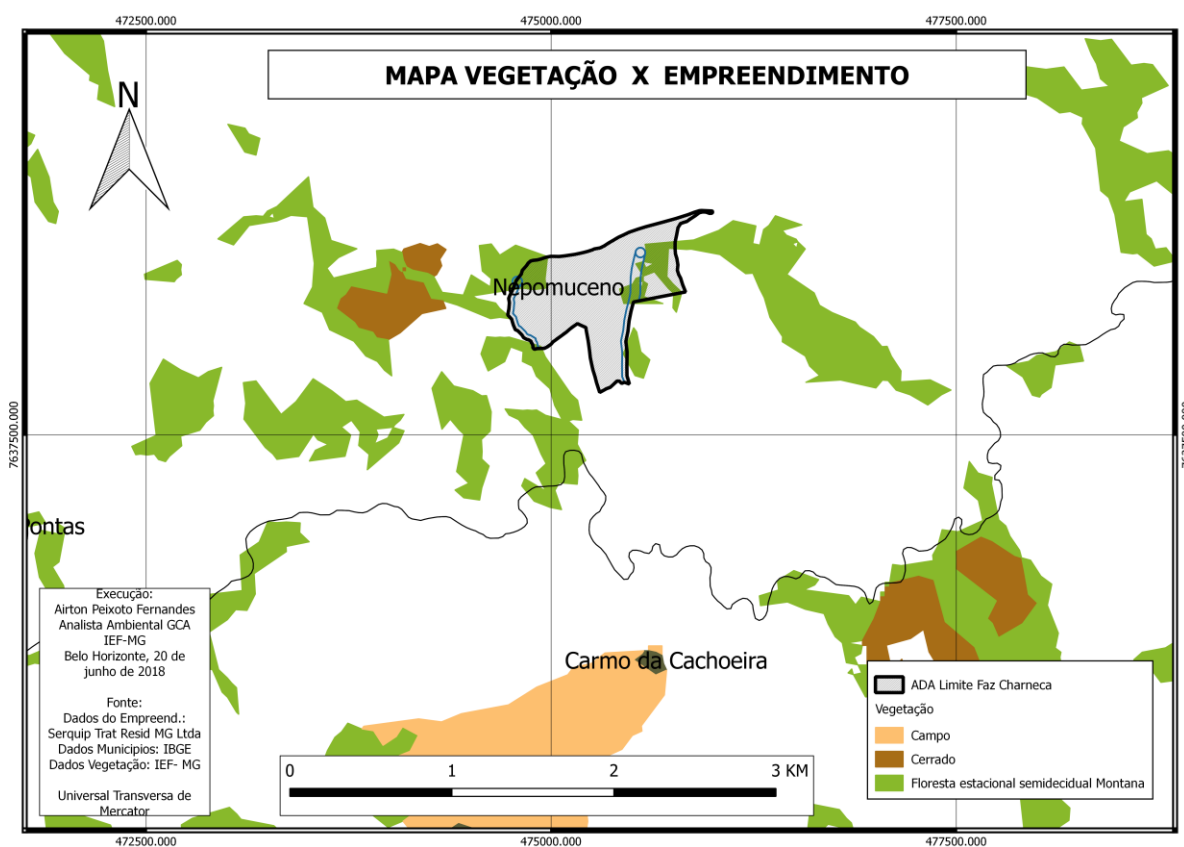 472500.000
475000.000
477500.000
MAPA VEGETAÇÃO X EMPREENDIMENTO
N
Nepomuceno
7637500.000
7637500.000
ontas
Execução:
Airton Peixoto Fernandes
Analista Ambiental GCA
IEF-MG
Belo Horizonte, 20 de
junho de 2018
Fonte:
Dados do Empreend.:
Serquip Trat Resid MG Ltda
Dados Municipios: IBGE
Dados Vegetação: IEF- MG
Universal Transversa de
Mercator
Carmo da Cachoeira
ADA Limite Faz Charneca
Vegetação
Campo
Cerrado
Floresta estacional semidecidual Montana
0 1 2 3 KM
472500.000
475000.000
477500.000